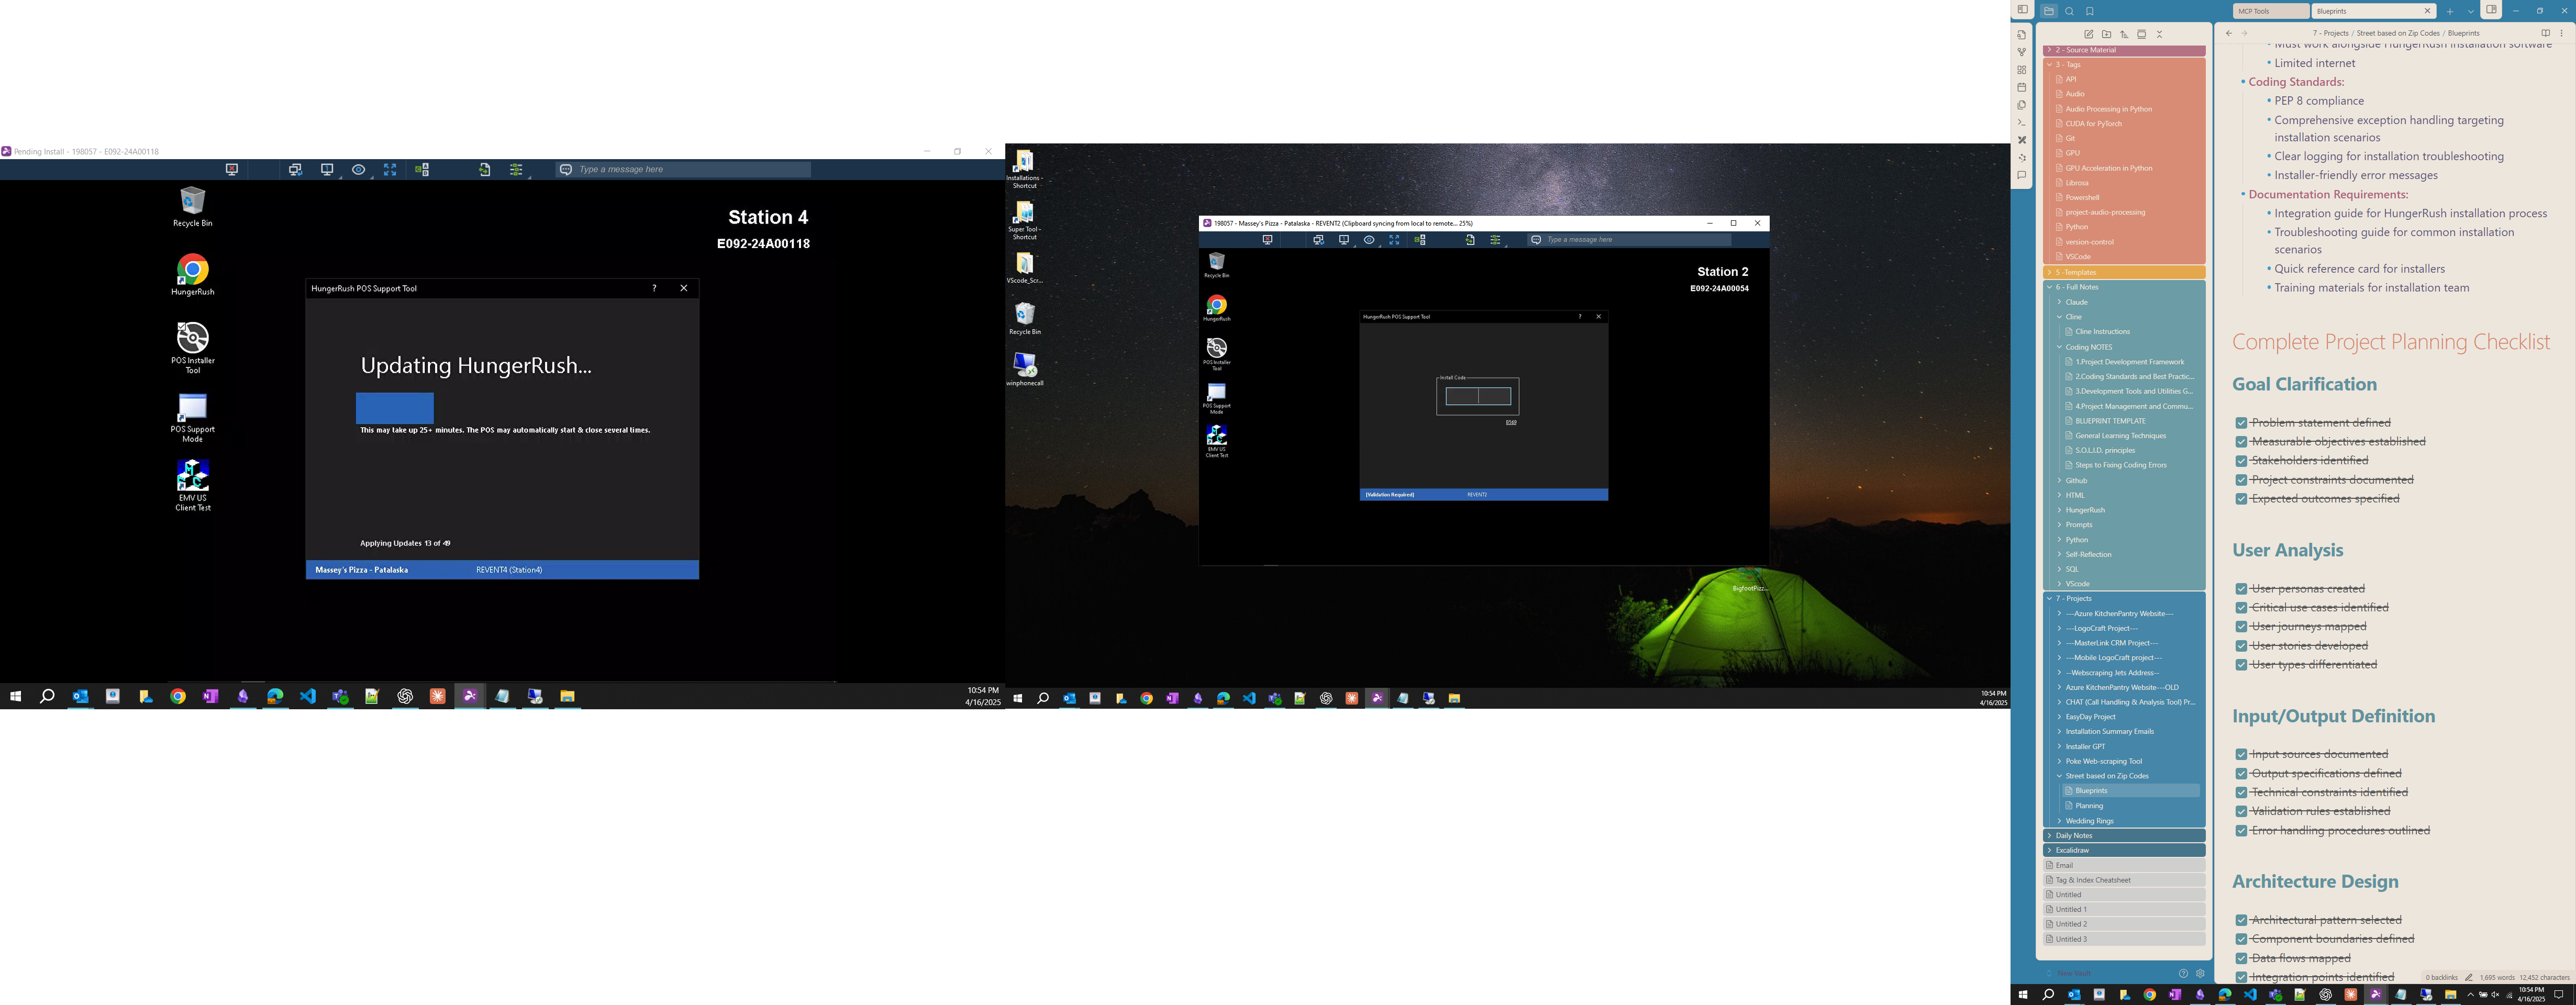 Pending Install - 198057 - E092-24A00118
Type a message here
Recycle Bin
HungerRush
POS Installer
Tool
POS Support
Mode
EMV US
Client Test
Station 4
E092-24A00118
HungerRush POS Support Tool
?
Updating HungerRush...
This may take up 25+ minutes. The POS may automatically start & close several times.
Applying Updates 13 of 49
Massey's Pizza - Patalaska
REVENT4 (Station4)
10:54 PM
4/16/2025
Installations -
Shortcut
Super Tool -
Shortcut
VScode_Scr...
Recycle Bin
winphonecall
198057 - Massey's Pizza - Patalaska - REVENT2 (Clipboard syncing from local to remote... 25%)
Type a message here
Recycle Bin
HungerRush
POS Installer
Tool
POS Support
Mode
EMV US
Client Test
Station 2
E092-24A00054
HungerRush POS Support Tool
?
Install Code
[Validation Required]
REVENT2
BigfootPizz...
10:54 PM
4/16/2025
MCP Tools
Blueprints
2 - Source Material
3 - Tags
API
Audio
Audio Processing in Python
CUDA for PyTorch
Git
GPU
GPU Acceleration in Python
Librosa
Powershell
project-audio-processing
Python
version-control
VSCode
5 -Templates
6 - Full Notes
Claude
Cline
Cline Instructions
Coding NOTES
1.Project Development Framework
2.Coding Standards and Best Practic...
3.Development Tools and Utilities G...
4.Project Management and Commu...
BLUEPRINT TEMPLATE
General Learning Techniques
S.O.L.I.D. principles
Steps to Fixing Coding Errors
Github
HTML
HungerRush
Prompts
Python
Self-Reflection
SQL
VScode
7 - Projects
---Azure KitchenPantry Website---
---LogoCraft Project---
---MasterLink CRM Project---
---Mobile LogoCraft project---
--Webscraping Jets Address--
Azure KitchenPantry Website---OLD
CHAT (Call Handling & Analysis Tool) Pr...
EasyDay Project
Installation Summary Emails
Installer GPT
Poke Web-scraping Tool
Street based on Zip Codes
Blueprints
Planning
Wedding Rings
Daily Notes
Excalidraw
Email
Tag & Index Cheatsheet
Untitled
Untitled 1
Untitled 2
Untitled 3
7 - Projects / Street based on Zip Codes / Blueprints
Must work alongside HungerRush installation software
Limited internet
Coding Standards:
PEP 8 compliance
Comprehensive exception handling targeting
installation scenarios
Clear logging for installation troubleshooting
Installer-friendly error messages
Documentation Requirements:
Integration guide for HungerRush installation process
Troubleshooting guide for common installation
scenarios
Quick reference card for installers
Training materials for installation team
Complete Project Planning Checklist
Goal Clarification
Problem statement defined
Measurable objectives established
Stakeholders identified
Project constraints documented
Expected outcomes specified
User Analysis
User personas created
Critical use cases identified
User journeys mapped
User stories developed
User types differentiated
Input/Output Definition
Input sources documented
Output specifications defined
Technical constraints identified
Validation rules established
Error handling procedures outlined
Architecture Design
Architectural pattern selected
Component boundaries defined
Data flows mapped
Integration points identified
0 backlinks
1,695 words
12,452 characters
10:54 PM
4/16/2025